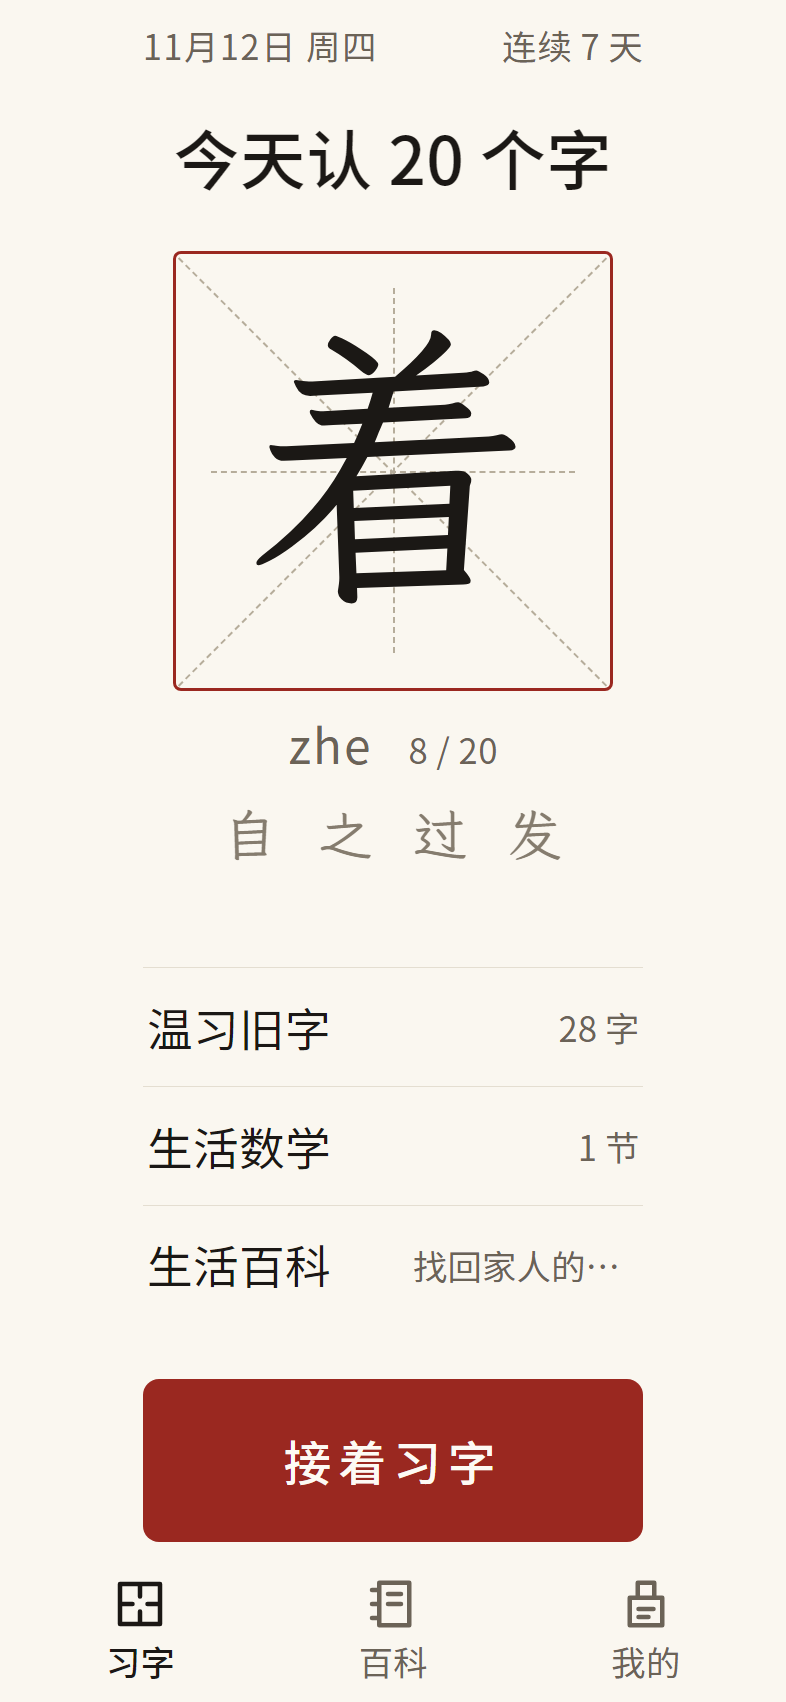 11月12日 周四
连续 7 天
今天认 20 个字
着
zhe 8 / 20
自 之 过 发
温习旧字 28 字
生活数学 1 节
生活百科 找回家人的…
接着习字
习字 百科 我的